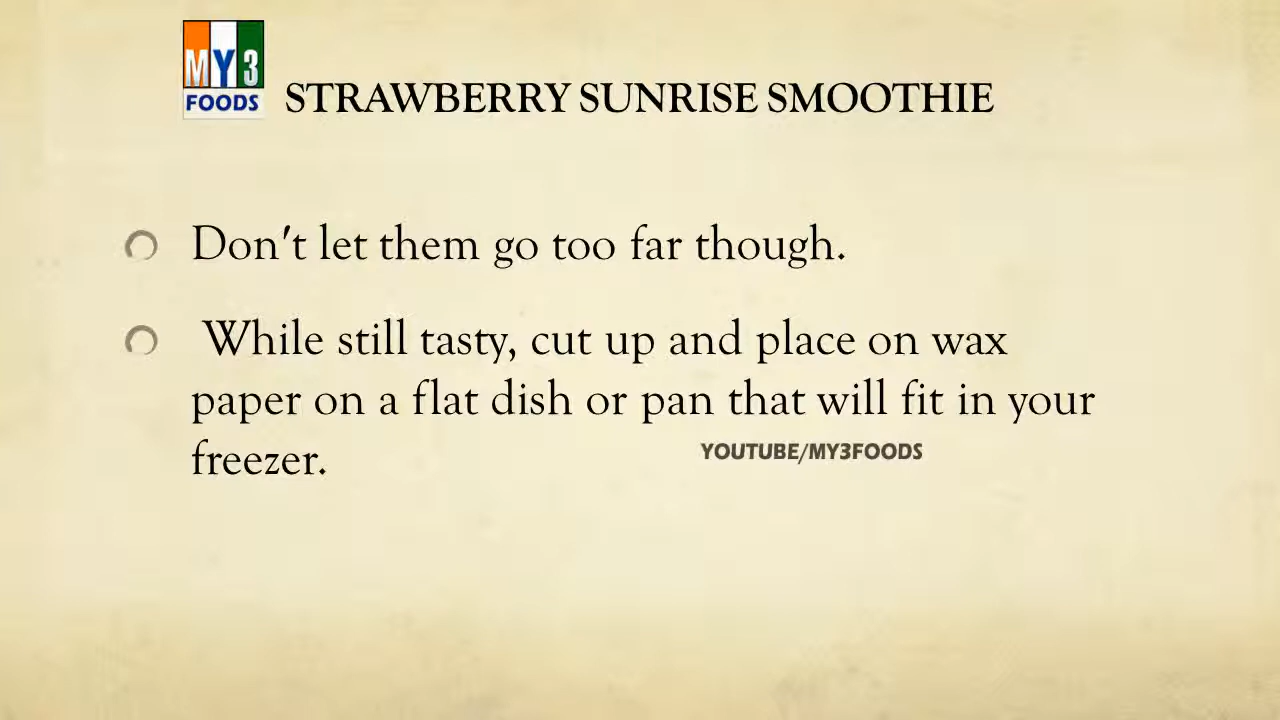 MY3
FOODS
STRAWBERRY SUNRISE SMOOTHIE
Don't let them go too far though.
While still tasty, cut up and place on wax
paper on a flat dish or pan that will fit in your
freezer.
YOUTUBE/MY3FOODS